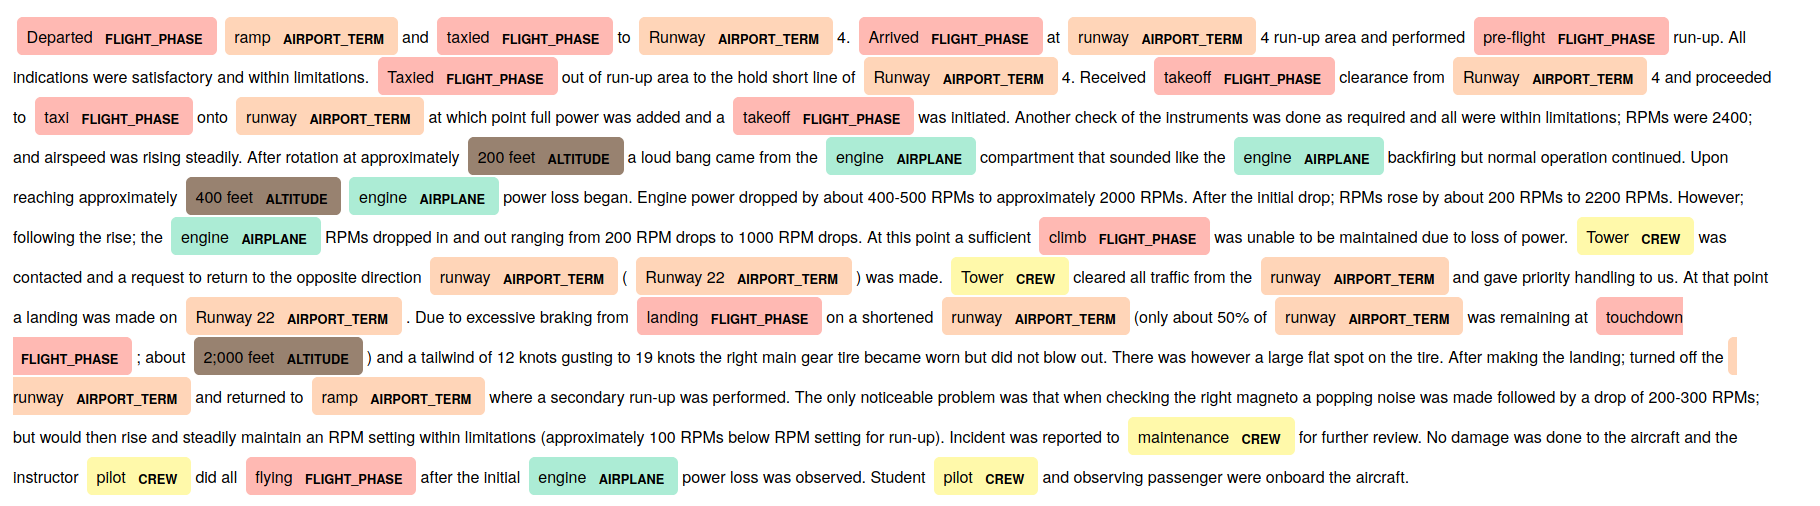 Departed FLIGHT_PHASE ramp AIRPORT_TERM and taxied FLIGHT_PHASE to Runway AIRPORT_TERM 4. Arrived FLIGHT_PHASE at runway AIRPORT_TERM 4 run-up area and performed pre-flight FLIGHT_PHASE run-up. All
indications were satisfactory and within limitations. Taxied FLIGHT_PHASE out of run-up area to the hold short line of Runway AIRPORT_TERM 4. Received takeoff FLIGHT_PHASE clearance from Runway AIRPORT_TERM 4 and proceeded
to taxi FLIGHT_PHASE onto runway AIRPORT_TERM at which point full power was added and a takeoff FLIGHT_PHASE was initiated. Another check of the instruments was done as required and all were within limitations; RPMs were 2400;
and airspeed was rising steadily. After rotation at approximately 200 feet ALTITUDE a loud bang came from the engine AIRPLANE compartment that sounded like the engine AIRPLANE backfiring but normal operation continued. Upon
reaching approximately 400 feet ALTITUDE engine AIRPLANE power loss began. Engine power dropped by about 400-500 RPMs to approximately 2000 RPMs. After the initial drop; RPMs rose by about 200 RPMs to 2200 RPMs. However;
following the rise; the engine AIRPLANE RPMs dropped in and out ranging from 200 RPM drops to 1000 RPM drops. At this point a sufficient climb FLIGHT_PHASE was unable to be maintained due to loss of power. Tower CREW was
contacted and a request to return to the opposite direction runway AIRPORT_TERM ( Runway 22 AIRPORT_TERM ) was made. Tower CREW cleared all traffic from the runway AIRPORT_TERM and gave priority handling to us. At that point
a landing was made on Runway 22 AIRPORT_TERM . Due to excessive braking from landing FLIGHT_PHASE on a shortened runway AIRPORT_TERM (only about 50% of runway AIRPORT_TERM was remaining at touchdown
FLIGHT_PHASE ; about 2;000 feet ALTITUDE ) and a tailwind of 12 knots gusting to 19 knots the right main gear tire became worn but did not blow out. There was however a large flat spot on the tire. After making the landing; turned off the
runway AIRPORT_TERM and returned to ramp AIRPORT_TERM where a secondary run-up was performed. The only noticeable problem was that when checking the right magneto a popping noise was made followed by a drop of 200-300 RPMs;
but would then rise and steadily maintain an RPM setting within limitations (approximately 100 RPMs below RPM setting for run-up). Incident was reported to maintenance CREW for further review. No damage was done to the aircraft and the
instructor pilot CREW did all flying FLIGHT_PHASE after the initial engine AIRPLANE power loss was observed. Student pilot CREW and observing passenger were onboard the aircraft.